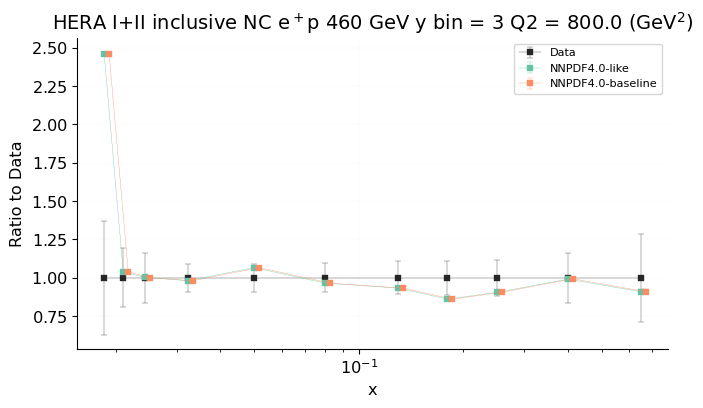 HERA I+II inclusive NC e⁺p 460 GeV y bin = 3 Q2 = 800.0 (GeV²)
Data
NNPDF4.0-like
NNPDF4.0-baseline
Ratio to Data
2.50
2.25
2.00
1.75
1.50
1.25
1.00
0.75
10⁻¹
x